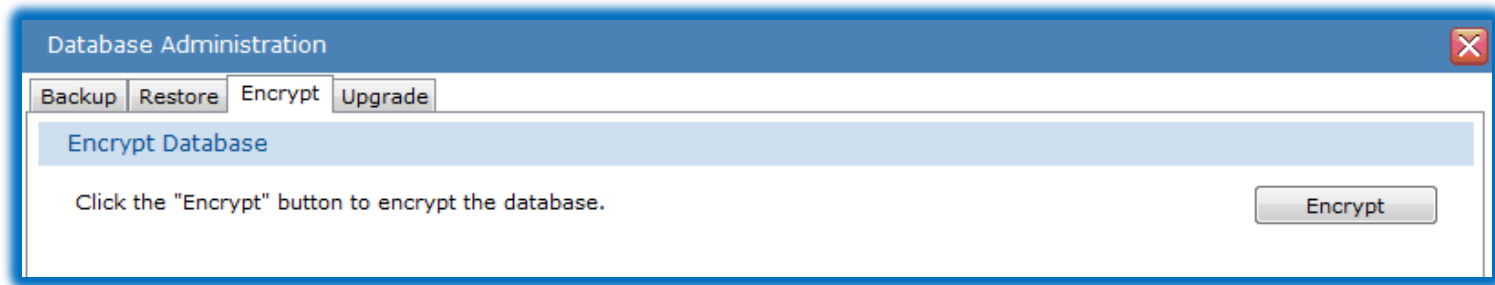 Database Administration
Backup Restore Encrypt Upgrade
Encrypt Database
Click the "Encrypt" button to encrypt the database. Encrypt